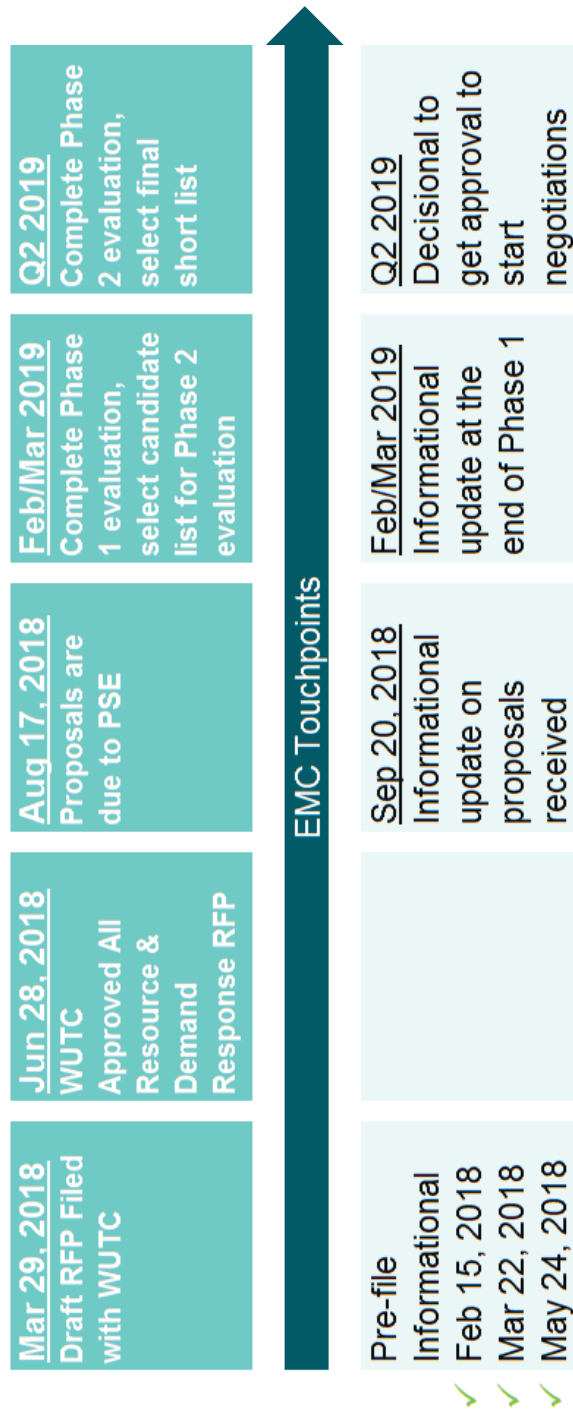 Mar 29, 2018
Draft RFP Filed
with WUTC
Jun 28, 2018
WUTC
Approved All
Resource &
Demand
Response RFP
Aug 17, 2018
Proposals are
due to PSE
Feb/Mar 2019
Complete Phase
1 evaluation,
select candidate
list for Phase 2
evaluation
Q2 2019
Complete Phase
2 evaluation,
select final
short list
EMC Touchpoints
Pre-file
Informational
✓ Feb 15, 2018
✓ Mar 22, 2018
✓ May 24, 2018
Sep 20, 2018
Informational
update on
proposals
received
Feb/Mar 2019
Informational
update at the
end of Phase 1
Q2 2019
Decisional to
get approval to
start
negotiations